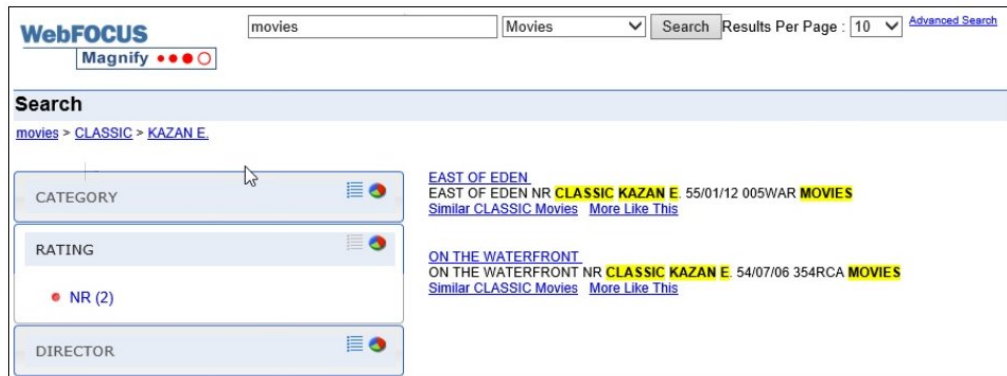 WebFOCUS
Magnify
movies Movies Search Results Per Page : 10 Advanced Search
Search
movies > CLASSIC > KAZAN E.
CATEGORY
RATING
NR (2)
DIRECTOR
EAST OF EDEN
EAST OF EDEN NR CLASSIC KAZAN E. 55/01/12 005WAR MOVIES
Similar CLASSIC Movies More Like This
ON THE WATERFRONT
ON THE WATERFRONT NR CLASSIC KAZAN E. 54/07/06 354RCA MOVIES
Similar CLASSIC Movies More Like This